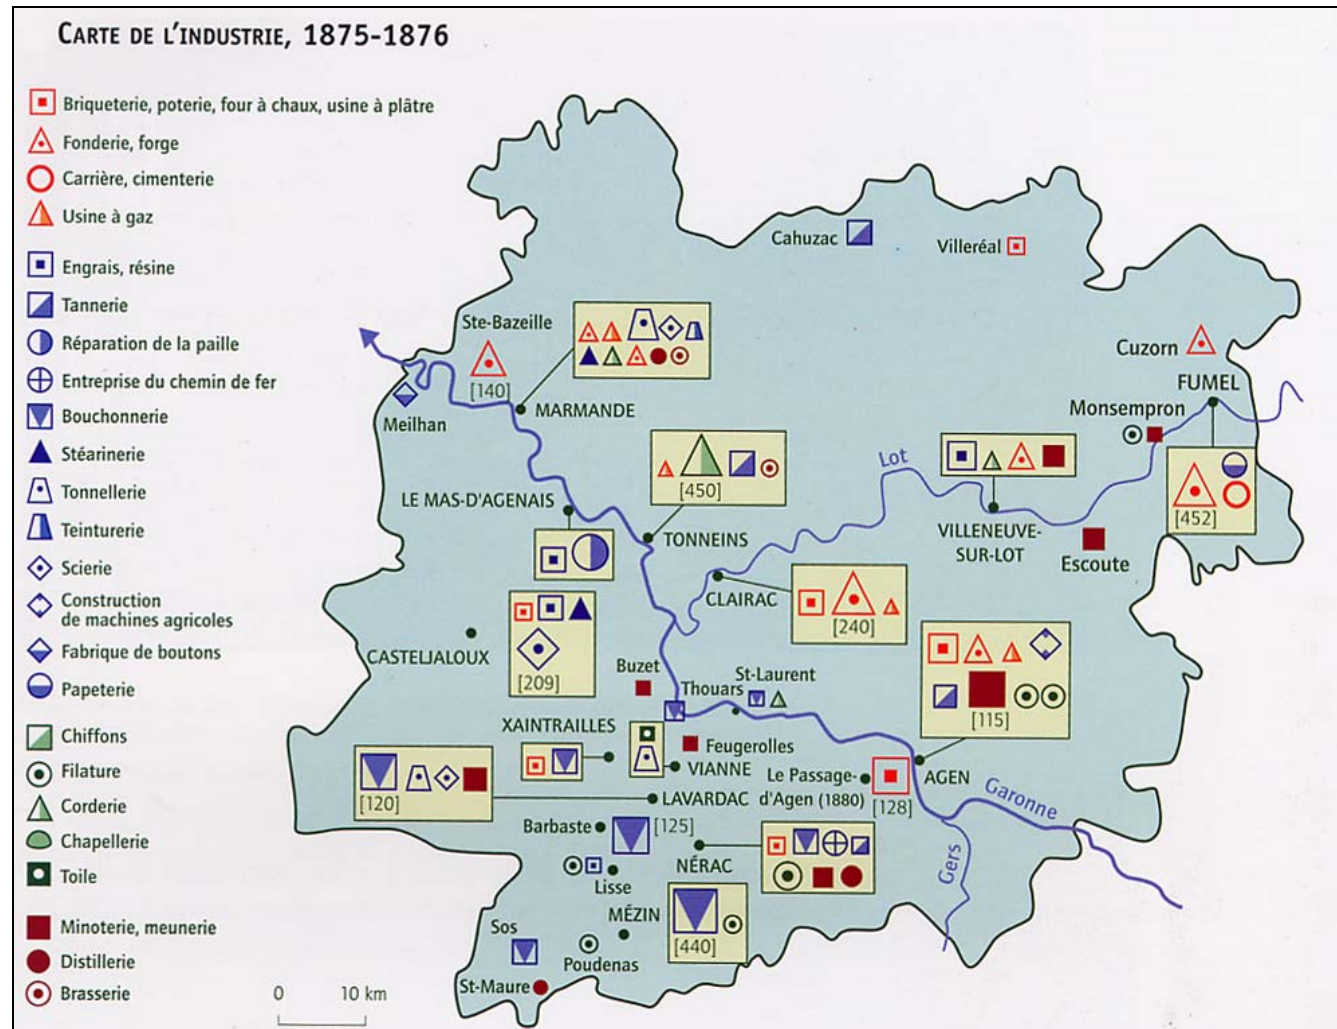 CARTE DE L'INDUSTRIE, 1875-1876
Briqueterie, poterie, four à chaux, usine à plâtre
Fonderie, forge
Carrière, cimenterie
Usine à gaz
Engrais, résine
Tannerie
Réparation de la paille
Entreprise du chemin de fer
Bouchonnerie
Stéarinerie
Tonnellerie
Teinturerie
Scierie
Construction
de machines agricoles
Fabrique de boutons
Papeterie
Chiffons
Filature
Corderie
Chapellerie
Toile
Minoterie, meunerie
Distillerie
Brasserie
0 10 km
Cahuzac
Villeréal
Ste-Bazeille
[140]
MARMANDE
Meilhan
Cuzorn
FUMEL
Monsempron
[452]
Lot
[450]
LE MAS-D'AGENAIS
TONNEINS
VILLENEUVE-
SUR-LOT
Escoute
CLAIRAC
[240]
CASTELJALOUX
[209]
Buzet
Thouars
St-Laurent
[115]
XAINTRAILLES
Feugerolles
VIANNE
Le Passage-
d'Agen (1880)
[128]
AGEN
Garonne
Gers
[120]
LAVARDAC
Barbaste
[125]
NÉRAC
Lisse
MÉZIN
[440]
Sos
Poudenas
St-Maure